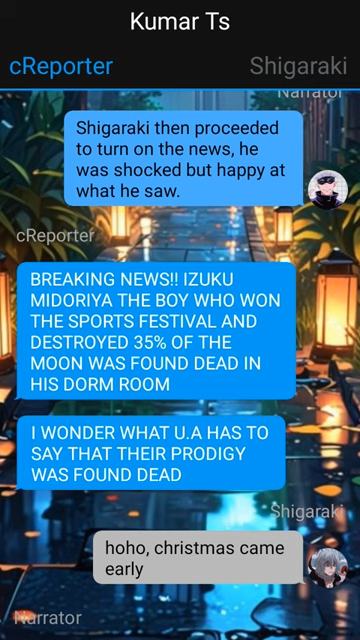 Kumar Ts
cReporter
Shigaraki
Narrator
Shigaraki then proceeded
to turn on the news, he
was shocked but happy at
what he saw.
cReporter
BREAKING NEWS!! IZUKU
MIDORIYA THE BOY WHO WON
THE SPORTS FESTIVAL AND
DESTROYED 35% OF THE
MOON WAS FOUND DEAD IN
HIS DORM ROOM
I WONDER WHAT U.A HAS TO
SAY THAT THEIR PRODIGY
WAS FOUND DEAD
Shigaraki
hoho, christmas came
early
Narrator